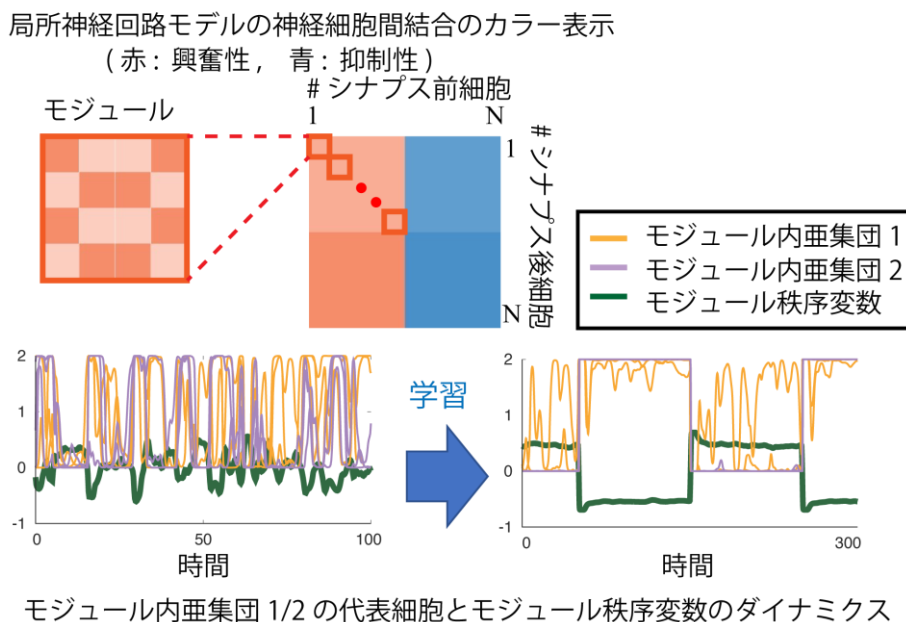 局所神経回路モデルの神経細胞間結合のカラー表示
( 赤 : 興奮性 , 青 : 抑制性 )
# シナプス前細胞
モジュール
1 N
1
# シナプス後細胞
N
モジュール内亜集団 1
モジュール内亜集団 2
モジュール秩序変数
2
1
0
-1
0 50 100
時間
学習
2
1
0
-1
0 300
時間
モジュール内亜集団 1/2 の代表細胞とモジュール秩序変数のダイナミクス